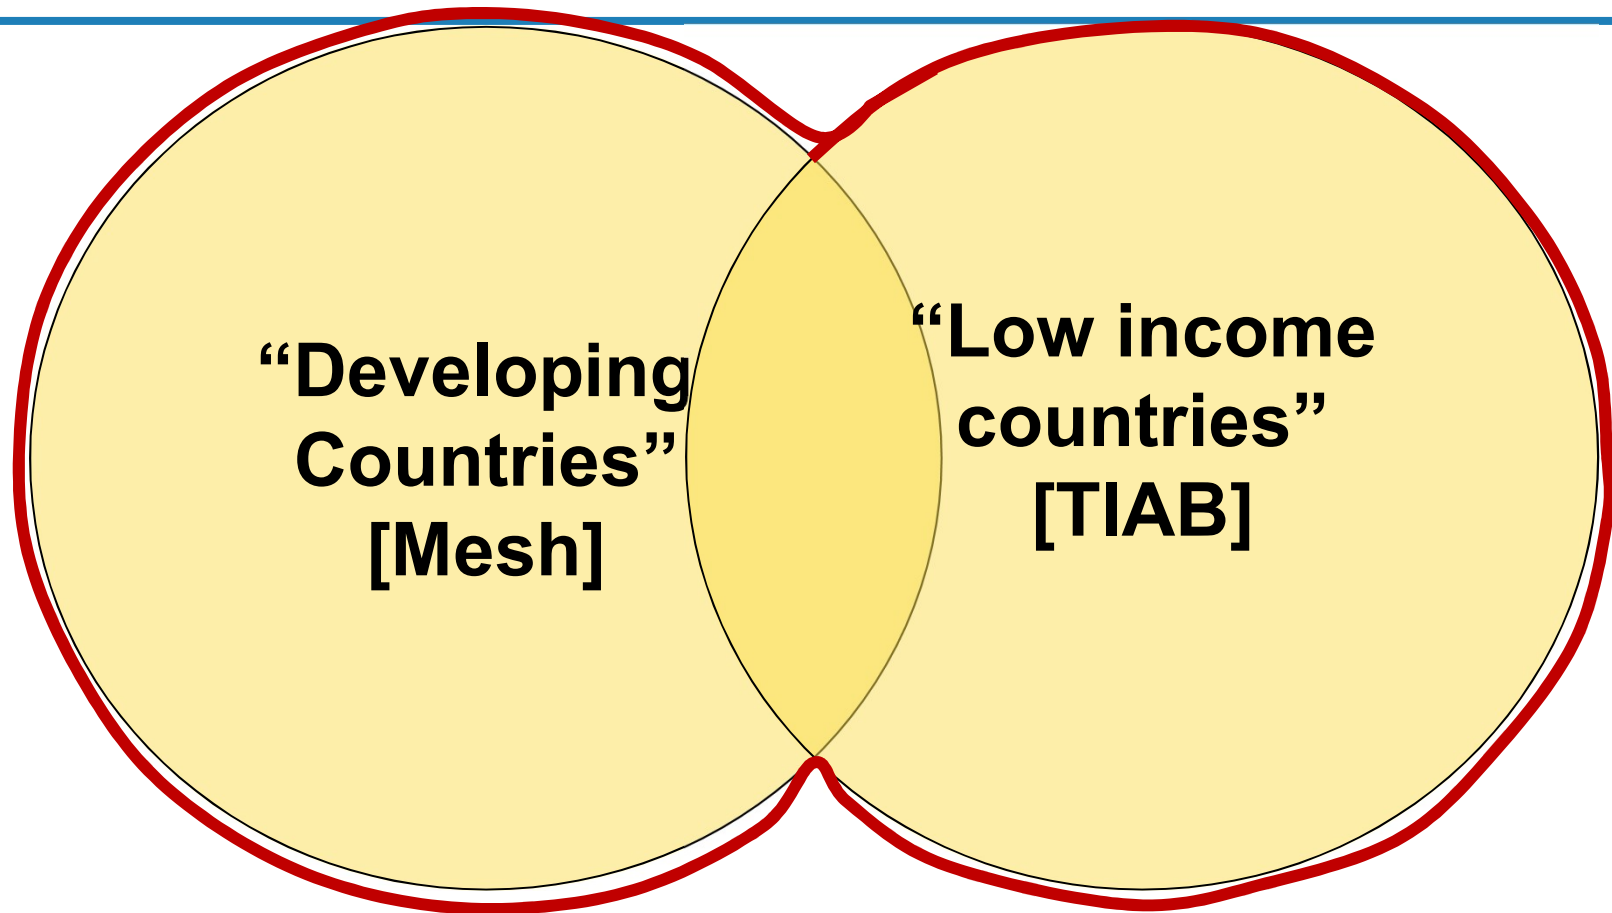 “Developing
Countries”
[Mesh]
“Low income
countries”
[TIAB]